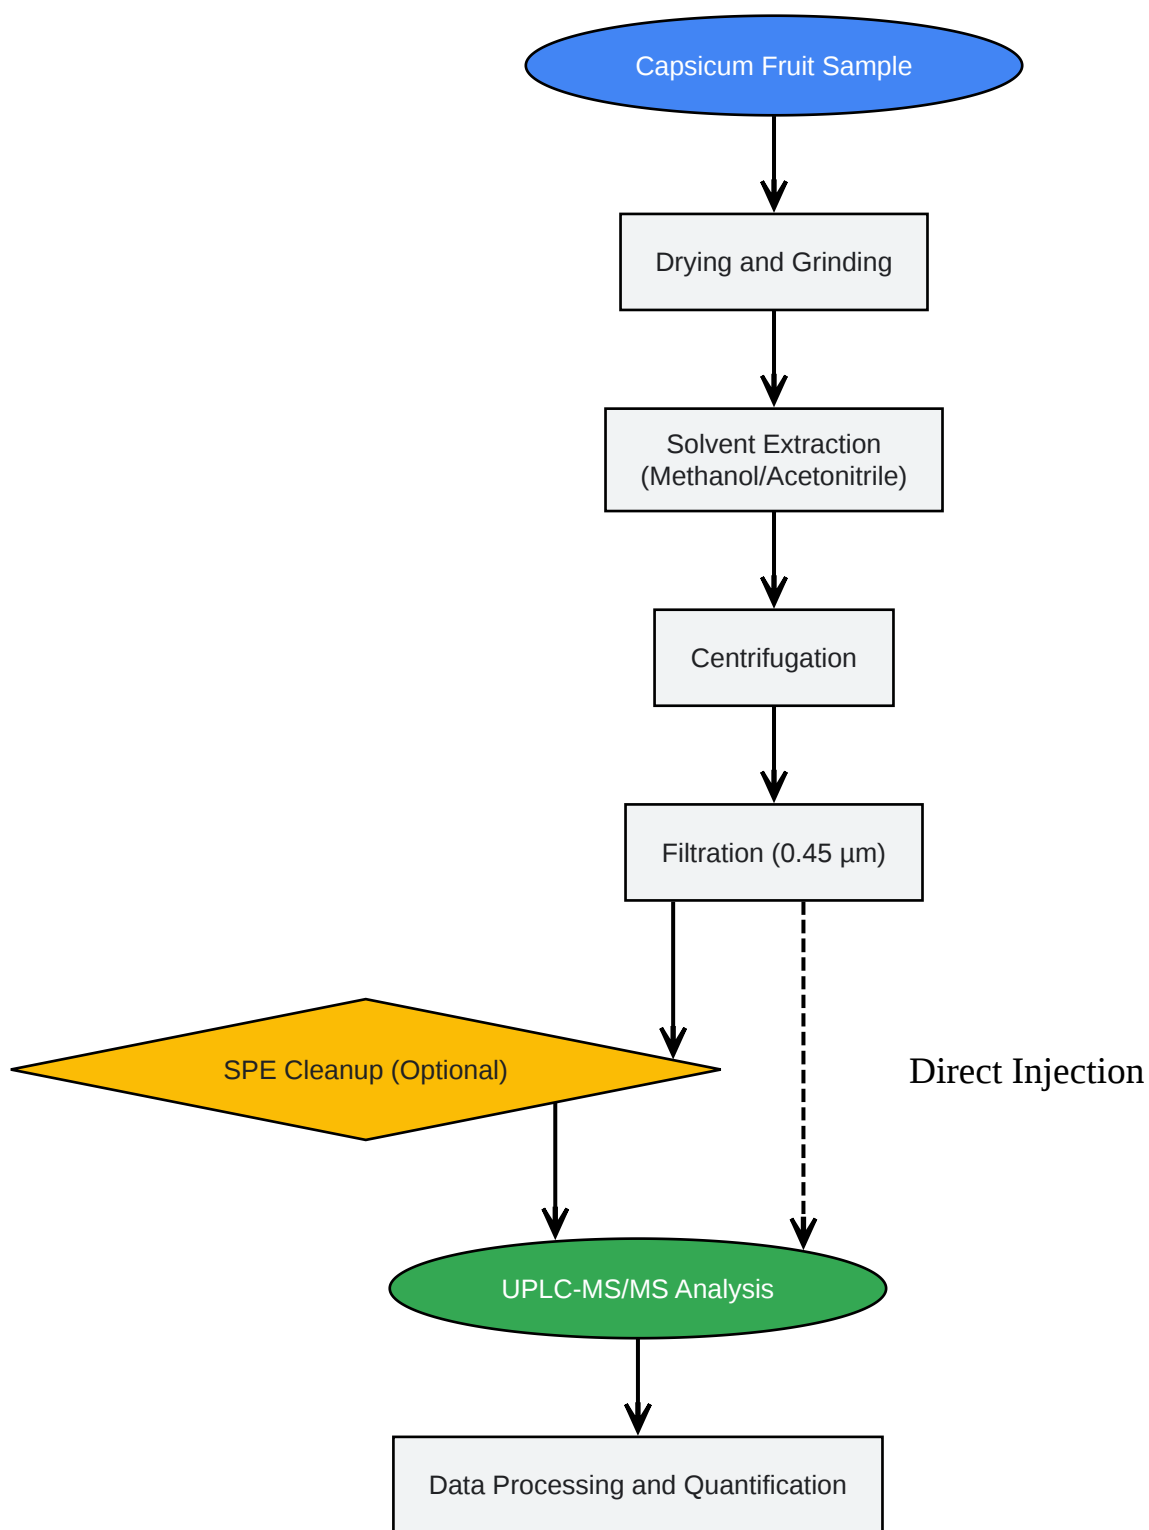 Capsicum Fruit Sample
Drying and Grinding
Solvent Extraction
(Methanol/Acetonitrile)
Centrifugation
Filtration (0.45 µm)
SPE Cleanup (Optional)
Direct Injection
UPLC-MS/MS Analysis
Data Processing and Quantification